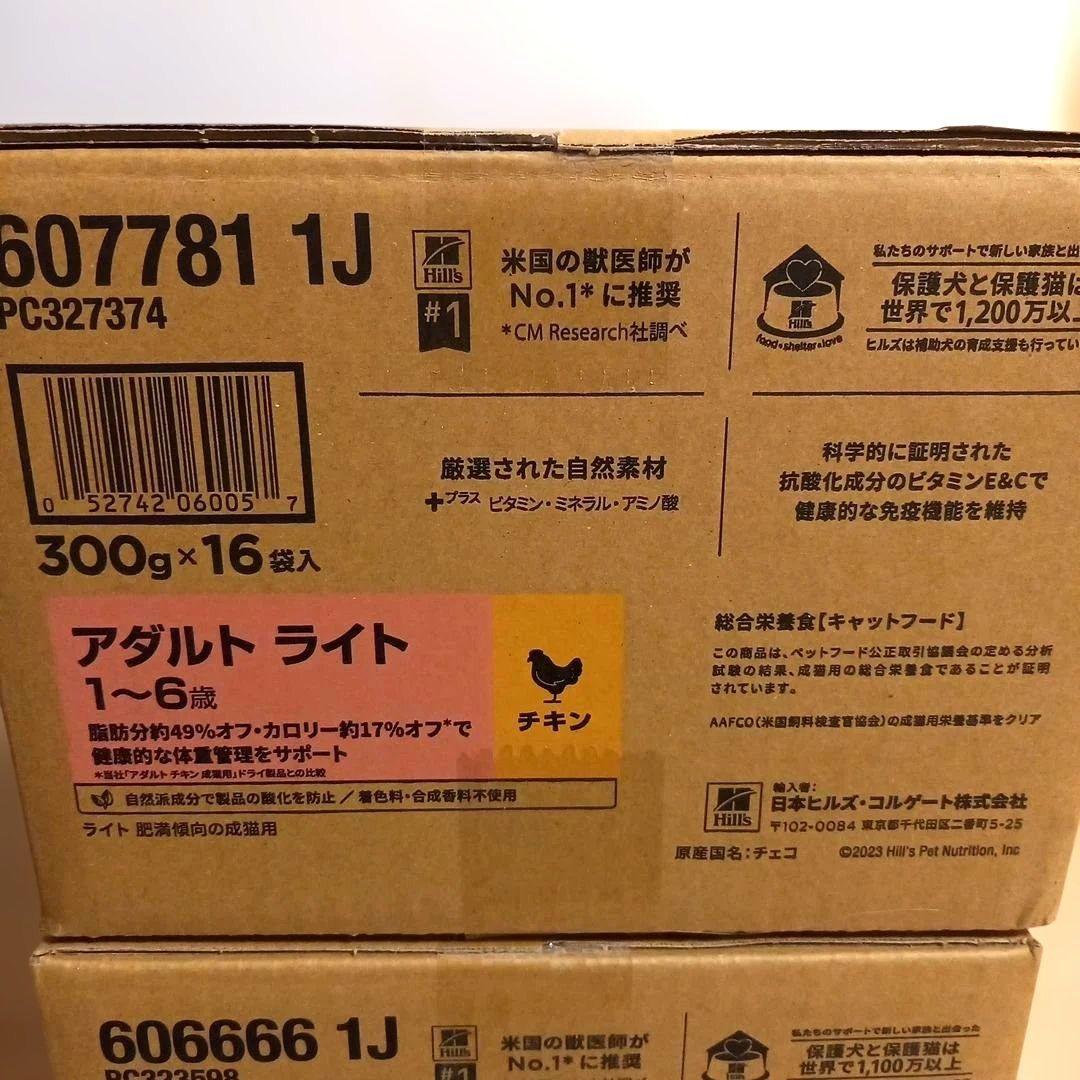 607781 1J
PC327374
Hill's
#1
米国の獣医師が
No.1*に推奨
*CM Research社調べ
Hill's
food・shelter&love
私たちのサポートで新しい家族と出
保護犬と保護猫は
世界で1,200万以上
ヒルズは補助犬の育成支援も行ってい
0 52742 06005 7
300g×16袋入
厳選された自然素材
+プラス ビタミン・ミネラル・アミノ酸
科学的に証明された
抗酸化成分のビタミンE&Cで
健康的な免疫機能を維持
アダルト ライト
1〜6歳
脂肪分約49%オフ・カロリー約17%オフ*で
健康的な体重管理をサポート
*当社「アダルト チキン 成猫用」ドライ製品との比較
チキン
自然派成分で製品の酸化を防止/着色料・合成香料不使用
ライト 肥満傾向の成猫用
総合栄養食【キャットフード】
この商品は、ペットフード公正取引協議会の定める分析
試験の結果、成猫用の総合栄養食であることが証明
されています。
AAFCO(米国飼料検査官協会)の成猫用栄養基準をクリア
Hill's
輸入者:
日本ヒルズ・コルゲート株式会社
〒102-0084 東京都千代田区二番町5-25
原産国名:チェコ
©2023 Hill's Pet Nutrition, Inc
606666 1J
PC323598
Hill's
#1
米国の獣医師が
No.1*に推奨
私たちのサポートで新しい家族と出会った
保護犬と保護猫は
世界で1,100万以上